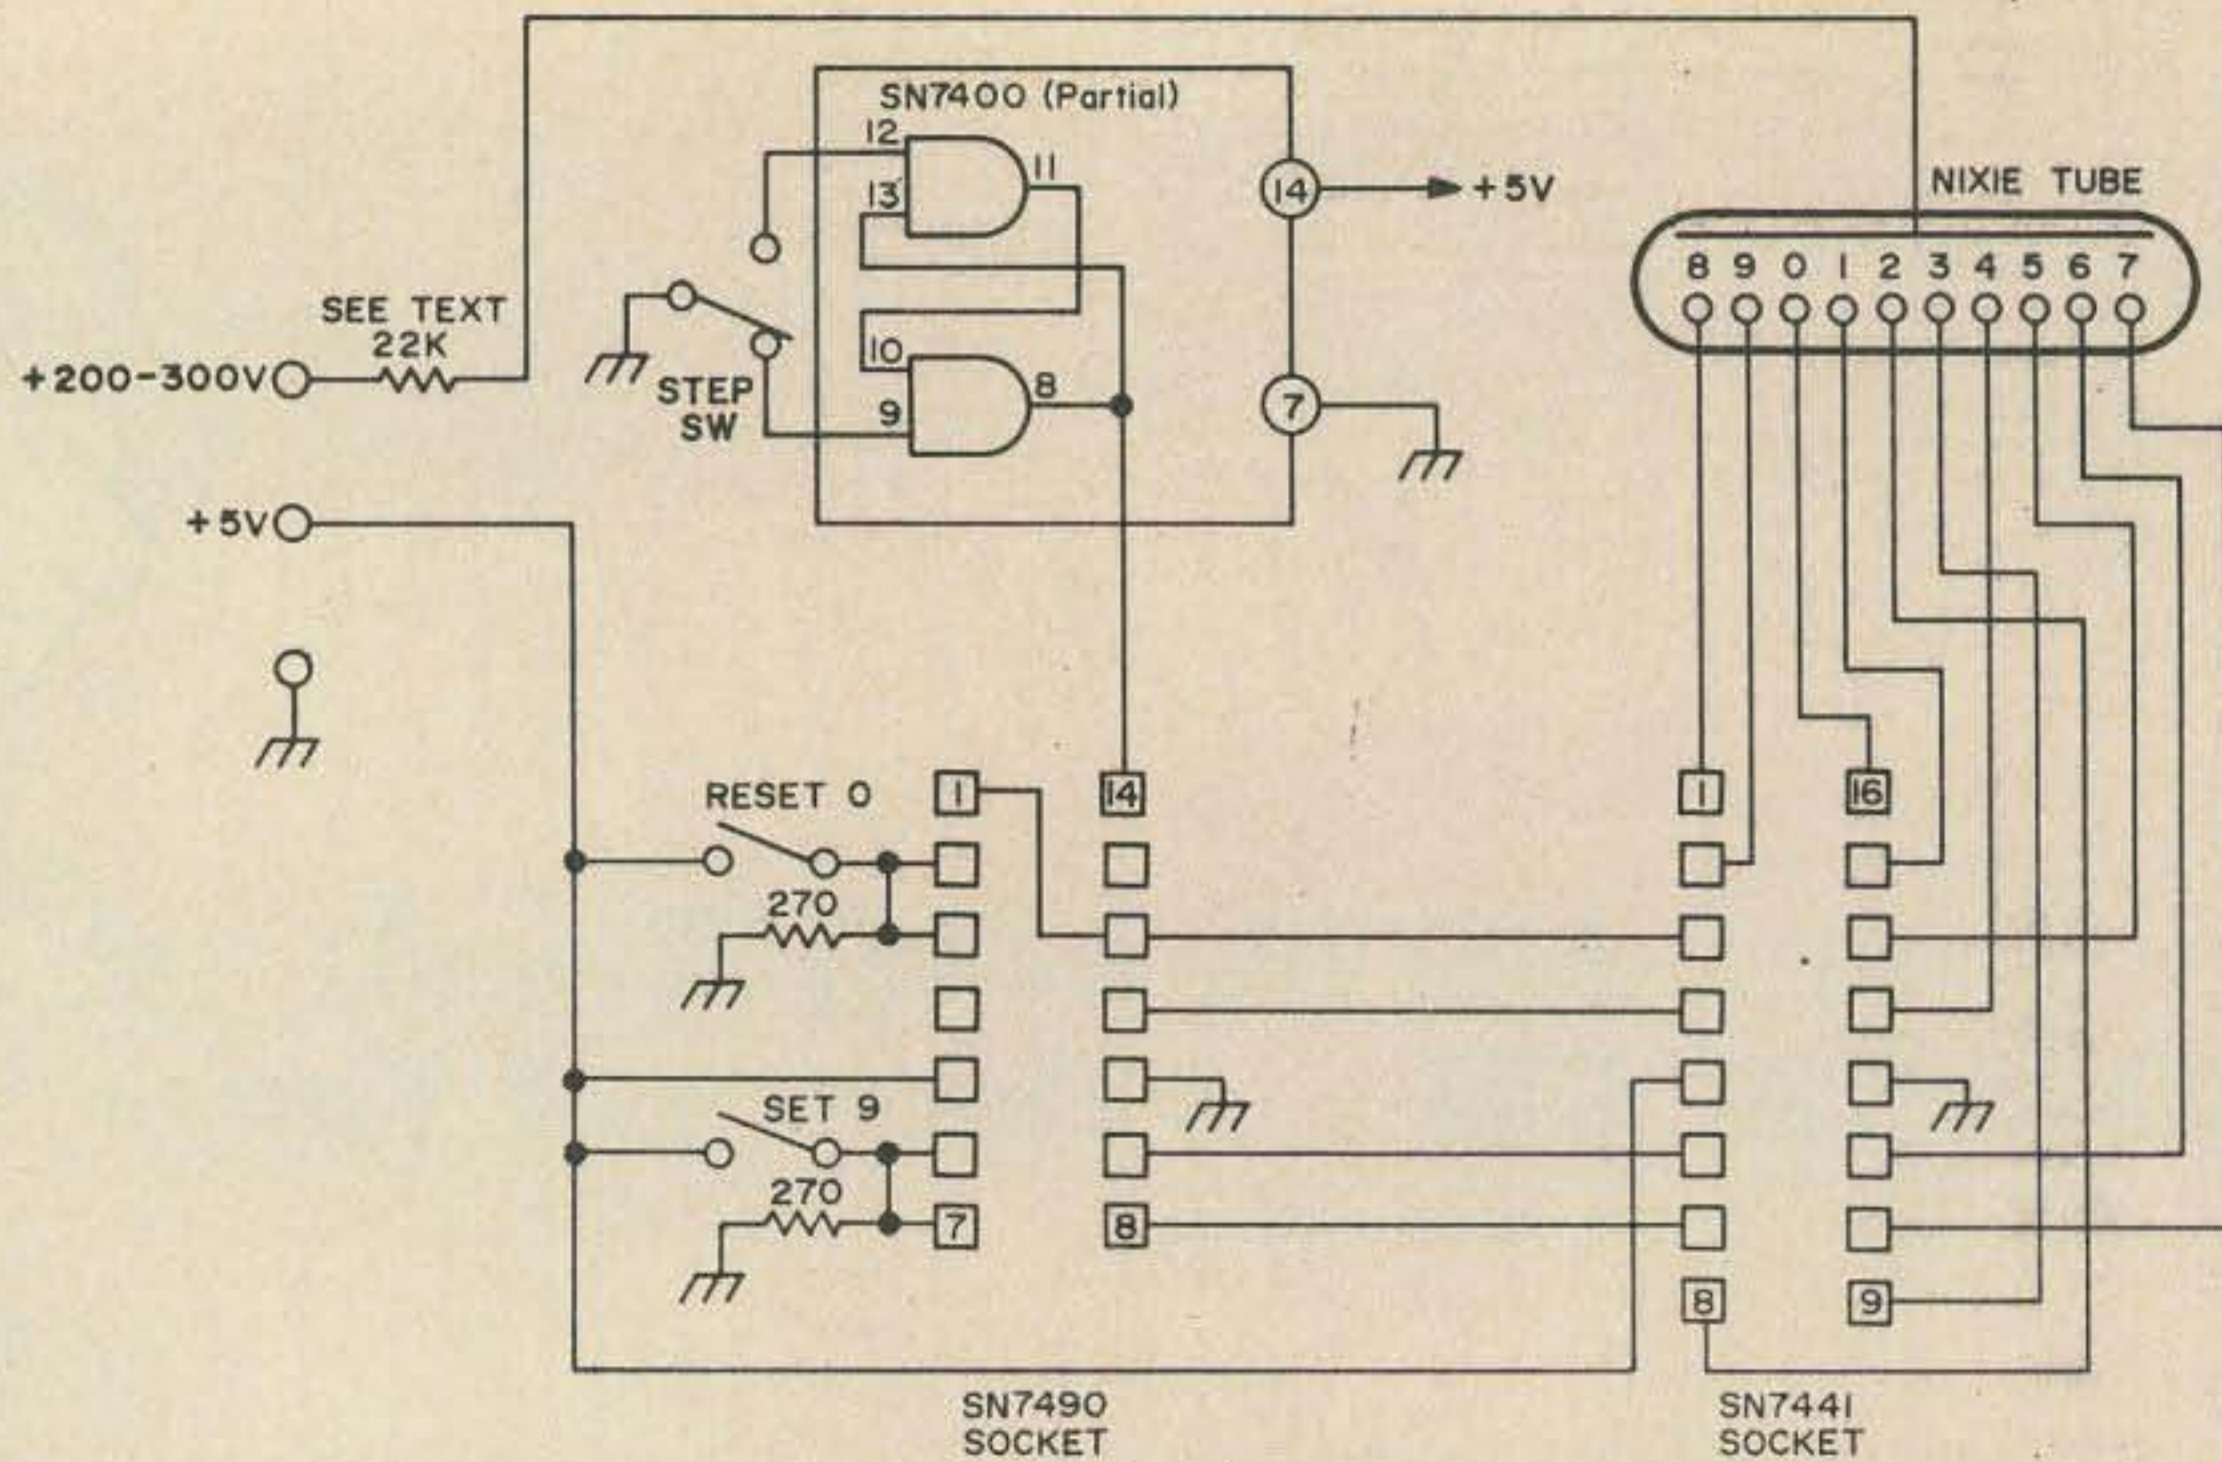 SN7400 (Partial)
12
11
13
14
+5V
NIXIE TUBE
8 9 0 1 2 3 4 5 6 7
SEE TEXT
22K
+200-300V
10
8
7
STEP
SW
9
+5V
RESET 0
1
14
1
16
270
SET 9
270
7
8
8
9
SN7490
SOCKET
SN7441
SOCKET